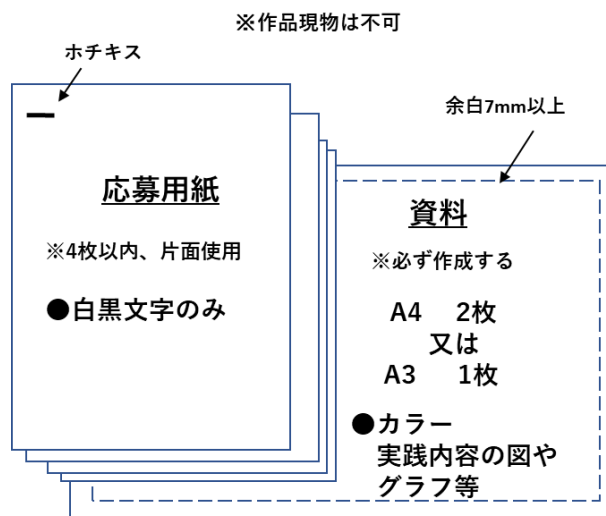 ※作品現物は不可
ホチキス
余白7mm以上
応募用紙
※4枚以内、片面使用
●白黒文字のみ
資料
※必ず作成する
A4 2枚
又は
A3 1枚
●カラー
実践内容の図や
グラフ等